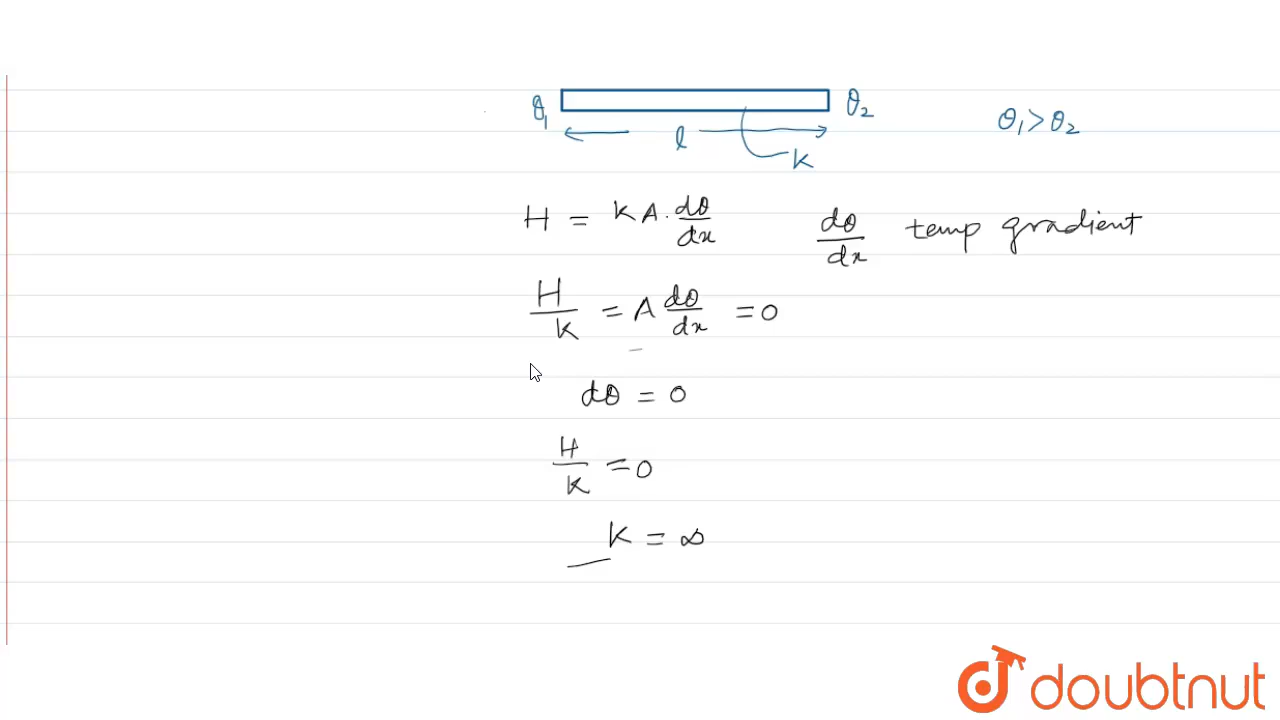 θ₁ θ₂ θ₁ > θ₂
l
K
H = KA · dθ/dx dθ/dx temp gradient
H/K = A dθ/dx = 0
dθ = 0
H/K = 0
K = ∞
doubtnut